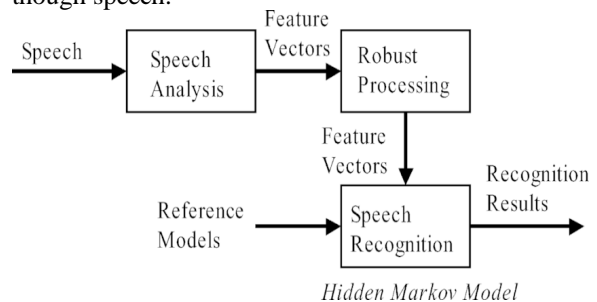 though speech.
Feature
Vectors
Speech
Speech
Analysis
Robust
Processing
Feature
Vectors
Reference
Models
Speech
Recognition
Recognition
Results
Hidden Markov Model